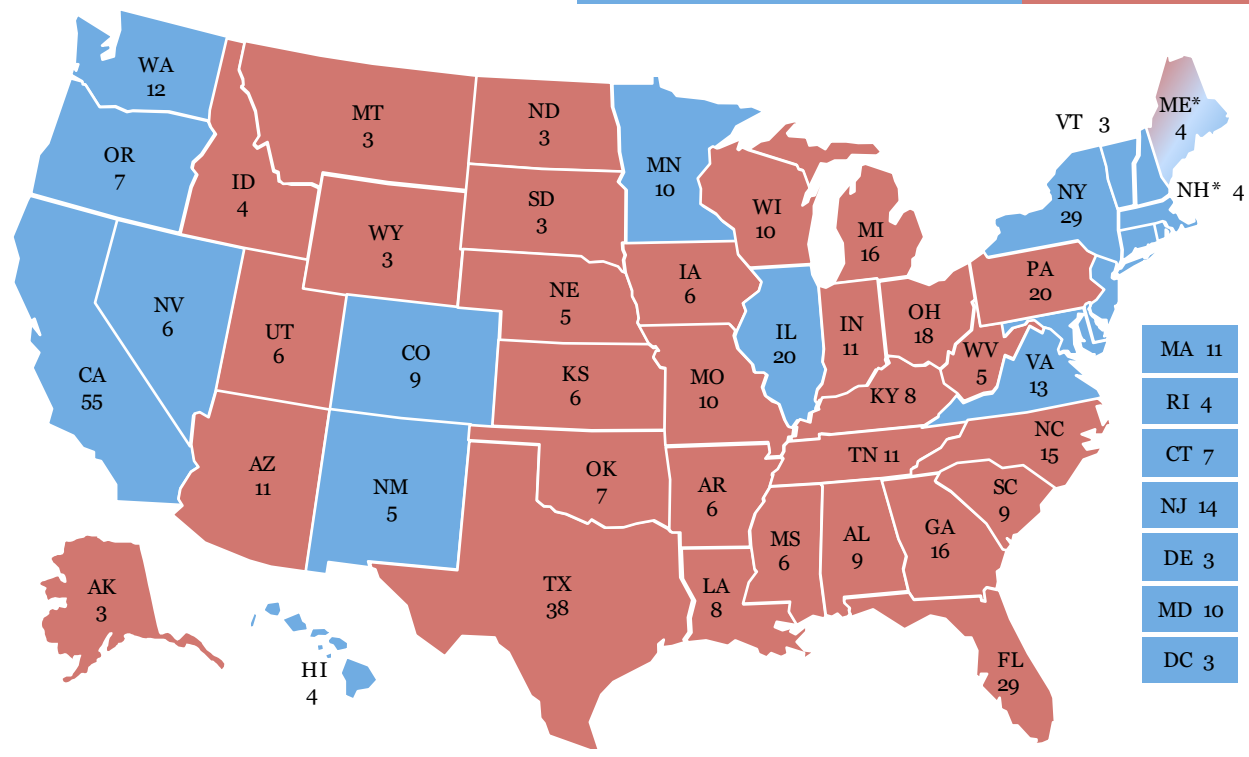 WA
12
OR
7
CA
55
NV
6
ID
4
MT
3
WY
3
UT
6
AZ
11
CO
9
NM
5
ND
3
SD
3
NE
5
KS
6
OK
7
TX
38
MN
10
IA
6
MO
10
AR
6
LA
8
WI
10
IL
20
MI
16
IN
11
OH
18
KY 8
TN 11
MS
6
AL
9
GA
16
FL
29
SC
9
NC
15
VA
13
WV
5
PA
20
NY
29
VT 3
ME*
4
NH* 4
MA 11
RI 4
CT 7
NJ 14
DE 3
MD 10
DC 3
AK
3
HI
4